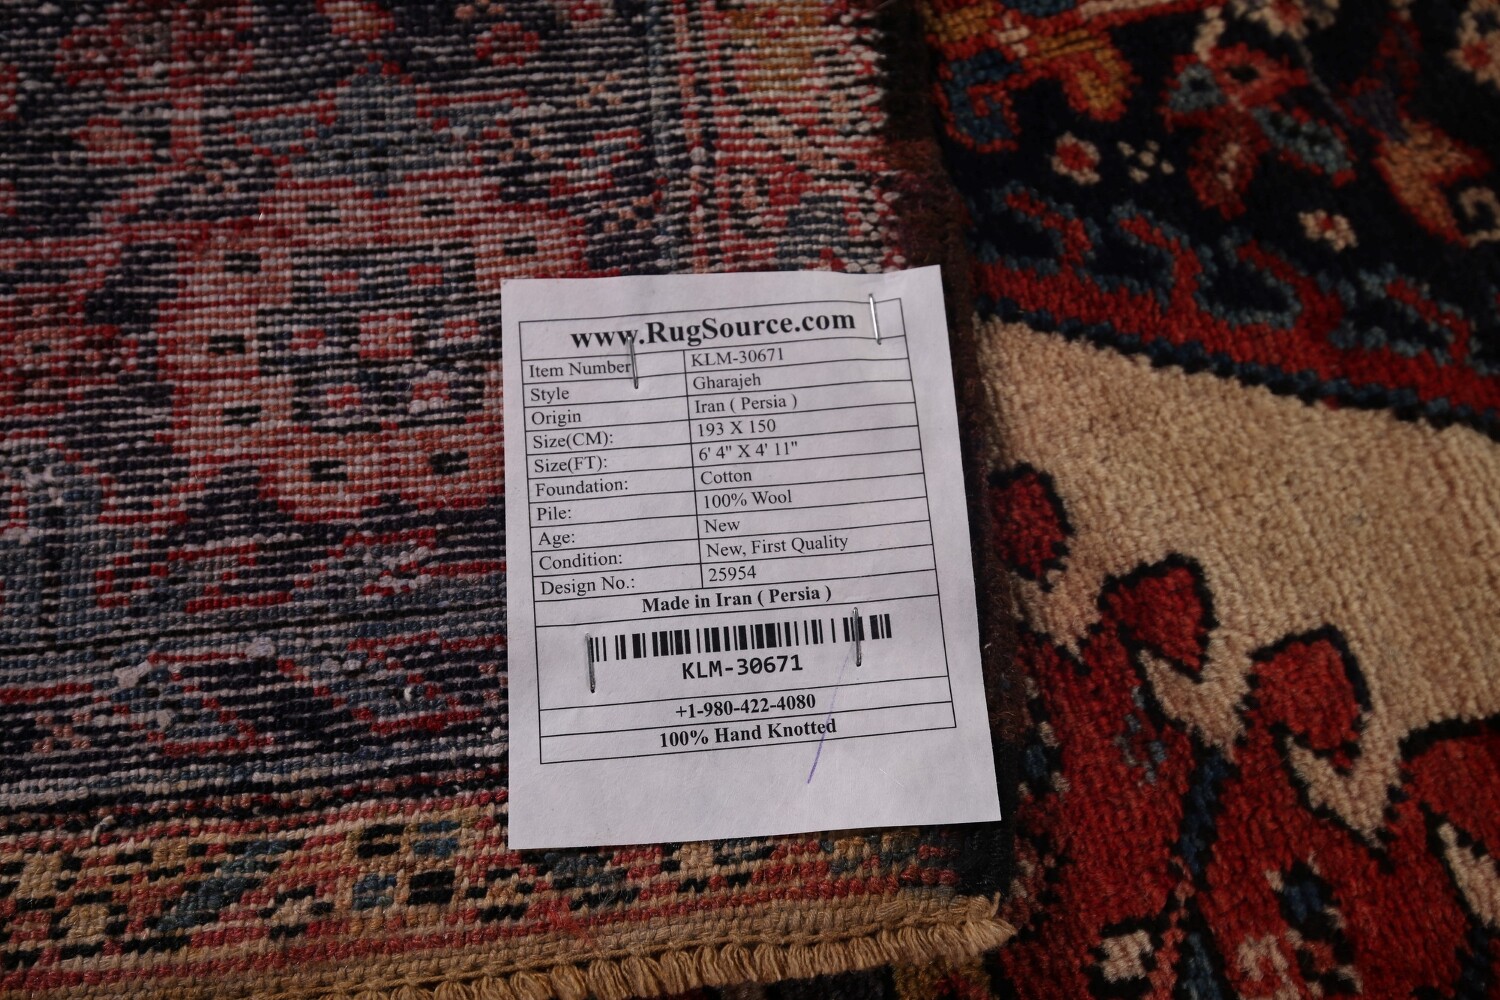 www.RugSource.com
Item Number KLM-30671
Style Gharajeh
Origin Iran ( Persia )
Size(CM): 193 X 150
Size(FT): 6' 4" X 4' 11"
Foundation: Cotton
Pile: 100% Wool
Age: New
Condition: New, First Quality
Design No.: 25954
Made in Iran ( Persia )
KLM-30671
+1-980-422-4080
100% Hand Knotted